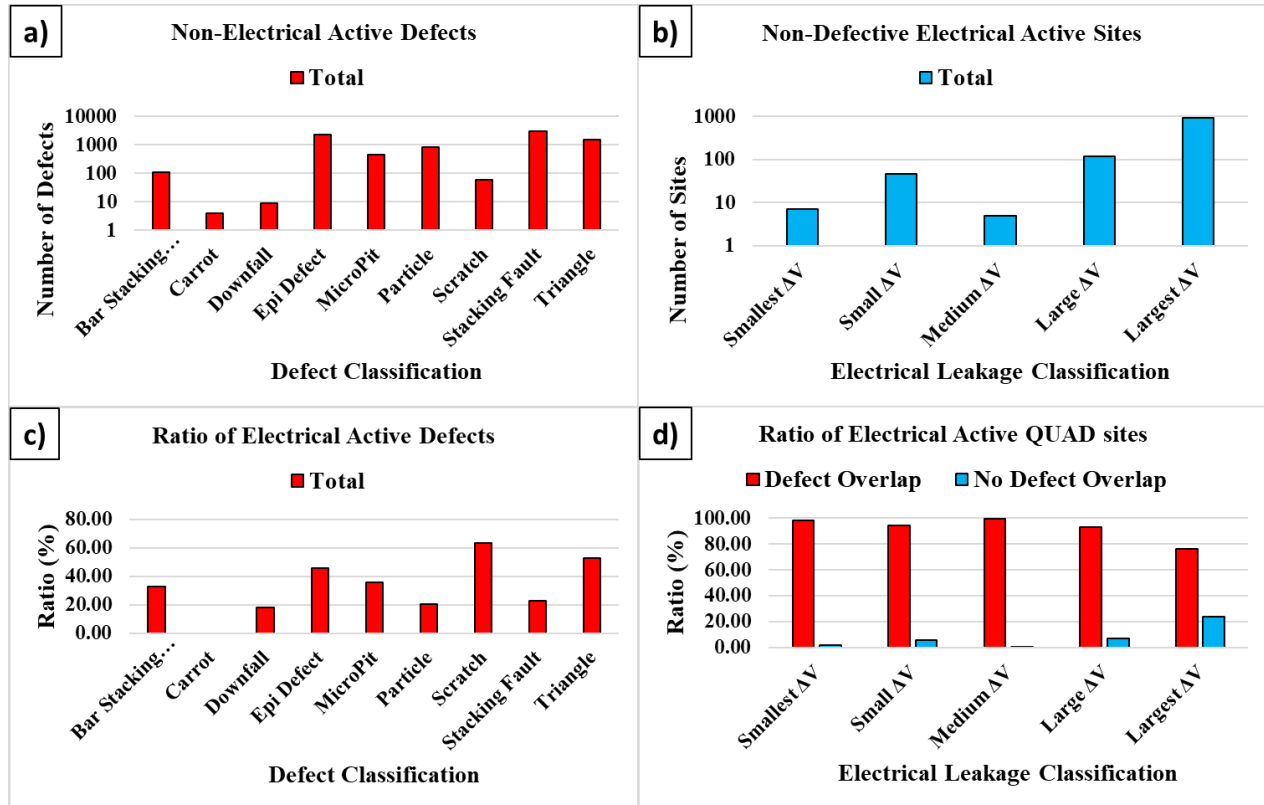 a)
Non-Electrical Active Defects
Total
Number of Defects
10000
1000
100
10
1
Bar Stacking...
Carrot
Downfall
Epi Defect
MicroPit
Particle
Scratch
Stacking Fault
Triangle
Defect Classification
b)
Non-Defective Electrical Active Sites
Total
Number of Sites
1000
100
10
1
Smallest ΔV
Small ΔV
Medium ΔV
Large ΔV
Largest ΔV
Electrical Leakage Classification
c)
Ratio of Electrical Active Defects
Total
Ratio (%)
80.00
60.00
40.00
20.00
0.00
Bar Stacking...
Carrot
Downfall
Epi Defect
MicroPit
Particle
Scratch
Stacking Fault
Triangle
Defect Classification
d)
Ratio of Electrical Active QUAD sites
Defect Overlap No Defect Overlap
Ratio (%)
100.00
80.00
60.00
40.00
20.00
0.00
Smallest ΔV
Small ΔV
Medium ΔV
Large ΔV
Largest ΔV
Electrical Leakage Classification